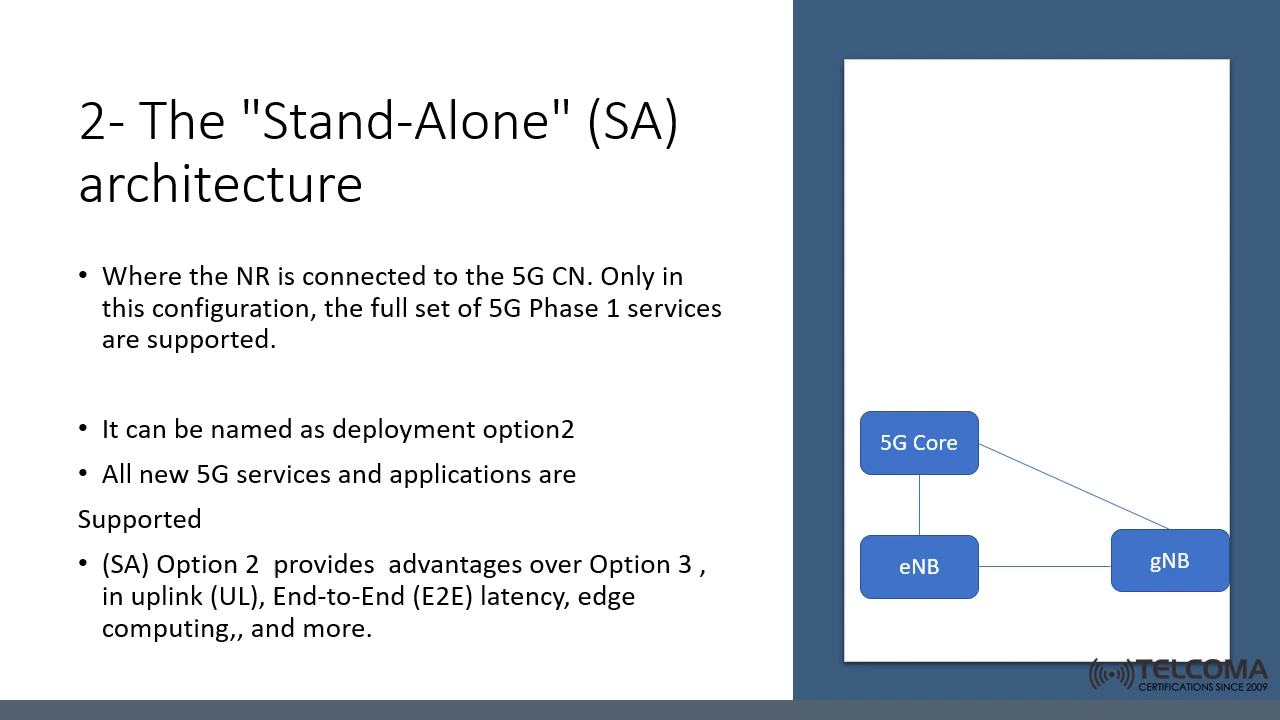 2- The "Stand-Alone" (SA)
architecture
• Where the NR is connected to the 5G CN. Only in
this configuration, the full set of 5G Phase 1 services
are supported.
• It can be named as deployment option2
• All new 5G services and applications are
Supported
• (SA) Option 2  provides  advantages over Option 3 ,
in uplink (UL), End-to-End (E2E) latency, edge
computing,, and more.
5G Core
eNB
gNB
TELCOMA
CERTIFICATIONS SINCE 2009